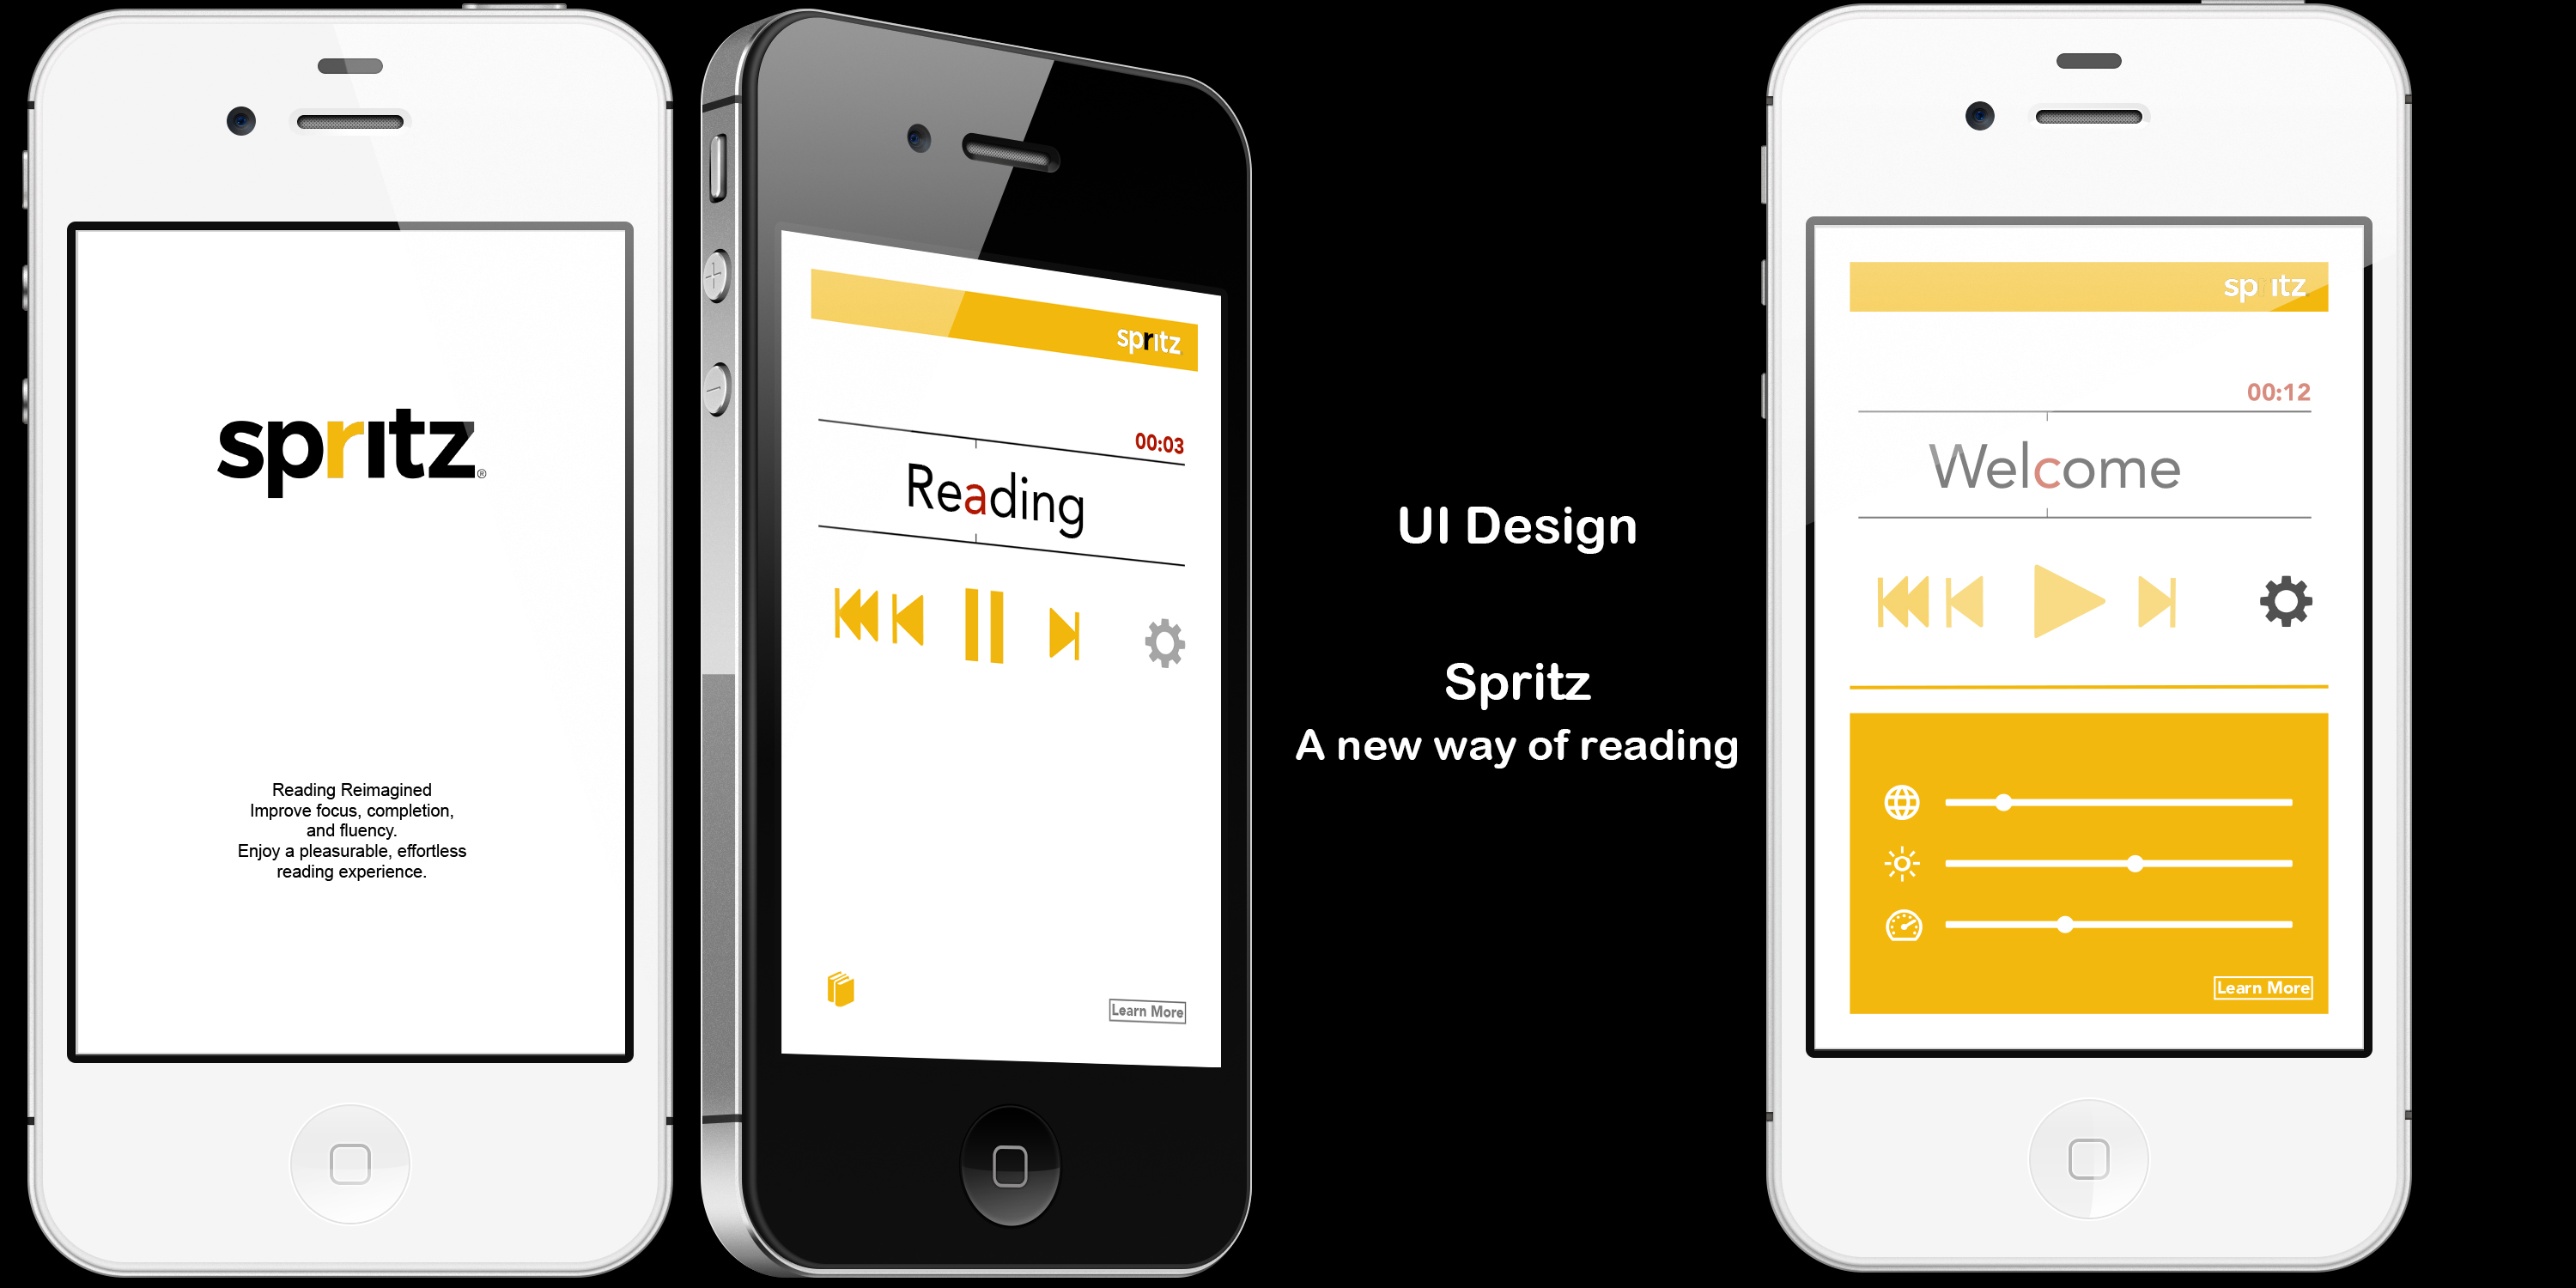 spritz®
Reading Reimagined
Improve focus, completion,
and fluency.
Enjoy a pleasurable, effortless
reading experience.
spritz
00:03
Reading
Learn More
UI Design
Spritz
A new way of reading
spritz
00:12
Welcome
Learn More